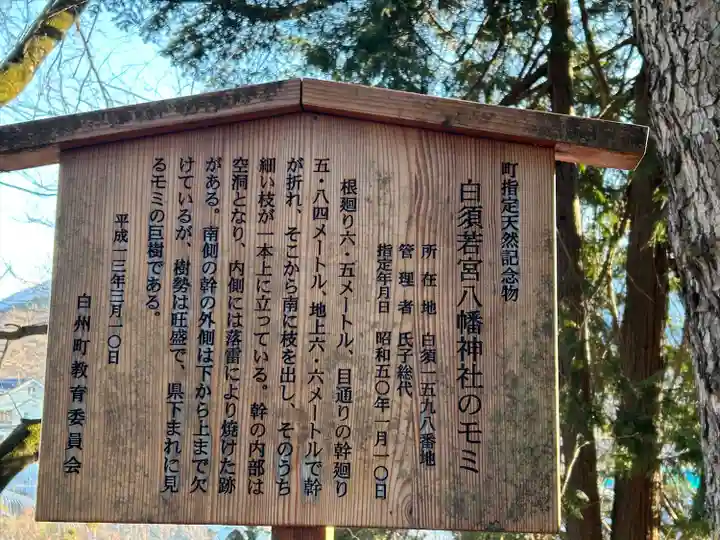 町指定天然記念物
白須若宮八幡神社のモミ
所在地 白須一五九八番地
管理者 氏子総代
指定年月日 昭和五〇年一月一〇日
根廻り六・五メートル、目通りの幹廻り
五・八四メートル、地上六・六メートルで幹
が折れ、そこから南に枝を出し、そのうち
細い枝が一本上に立っている。幹の内部は
空洞となり、内側には落雷により焼けた跡
がある。南側の幹の外側は下から上まで欠
けているが、樹勢は旺盛で、県下まれに見
るモミの巨樹である。
平成一三年三月一〇日
白州町教育委員会